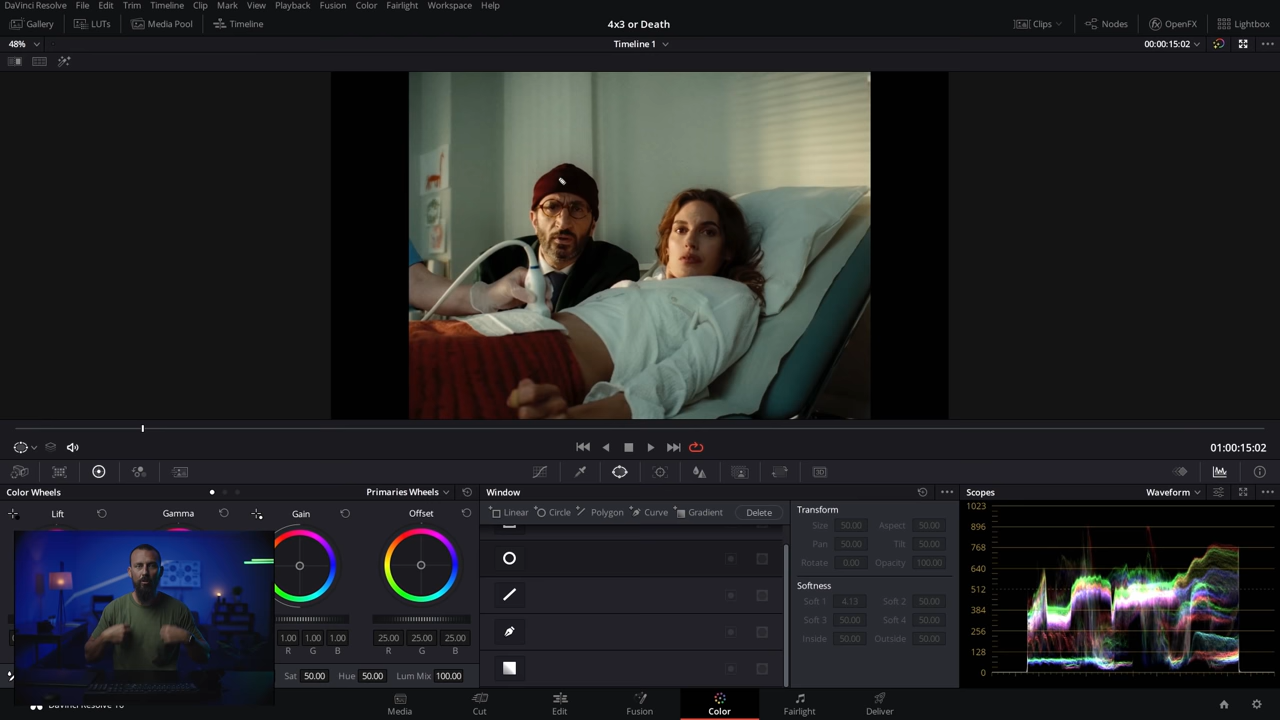 DaVinci Resolve File Edit Trim Timeline Clip Mark View Playback Fusion Color Fairlight Workspace Help
Gallery LUTs Media Pool Timeline 4x3 or Death Clips Nodes OpenFX Lightbox
48% Timeline 1 00:00:15:02
01:00:15:02
Color Wheels Primaries Wheels Window Scopes Waveform
Lift Gamma Gain Offset
Linear Circle Polygon Curve Gradient Delete
Transform
Size 50.00 Aspect 50.00
Pan 50.00 Tilt 50.00
Rotate 0.00 Opacity 100.00
Softness
Soft 1 4.13 Soft 2 50.00
Soft 3 50.00 Soft 4 50.00
Inside 50.00 Outside 50.00
1023
896
768
640
512
384
256
128
0
1.00 1.00 1.00 25.00 25.00 25.00
R G B R G B
Sat 50.00 Hue 50.00 Lum Mix 100.00
Media Cut Edit Fusion Color Fairlight Deliver